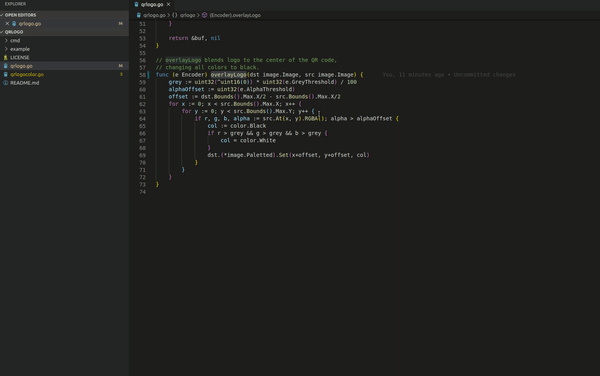 EXPLORER
OPEN EDITORS
qrlogo.go M
QRLOGO
cmd
example
LICENSE
qrlogo.go M
qrlogocolor.go
README.md
qrlogo.go
qrlogo.go > {} qrlogo > (Encoder).overlayLogo
51 }
52
53 return &buf, nil
54 }
55
56 // overlayLogo blends logo to the center of the QR code,
57 // changing all colors to black.
58 func (e Encoder) overlayLogo(dst image.Image, src image.Image) { You, 12 minutes ago • Uncommitted changes
59 grey := uint32(^uint16(0)) * uint32(e.GreyThreshold) / 100
60 alphaOffset := uint32(e.AlphaThreshold)
61 offset := dst.Bounds().Max.X/2 - src.Bounds().Max.X/2
62 for x := 0; x < src.Bounds().Max.X; x++ {
63 for y := 0; y < src.Bounds().Max.Y; y++ {
64 if r, g, b, alpha := src.At(x, y).RGBA(); alpha > alphaOffset {
65 col := color.Black
66 if r > grey && g > grey && b > grey {
67 col = color.White
68 }
69 dst.(*image.Paletted).Set(x+offset, y+offset, col)
70 }
71 }
72 }
73 }
74